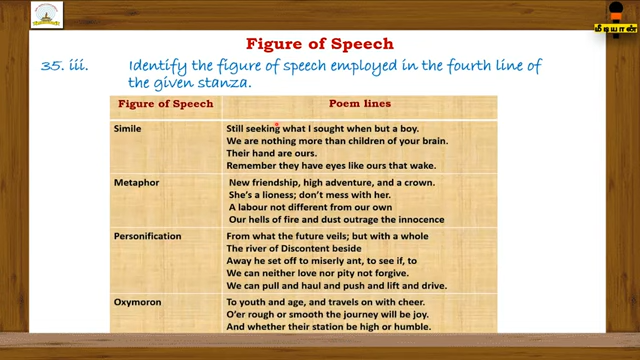 மீடியான்
Figure of Speech
35. iii. Identify the figure of speech employed in the fourth line of
the given stanza.
Figure of Speech Poem lines
Simile Still seeking what I sought when but a boy.
We are nothing more than children of your brain.
Their hand are ours.
Remember they have eyes like ours that wake.
Metaphor New friendship, high adventure, and a crown.
She's a lioness; don't mess with her.
A labour not different from our own
Our hells of fire and dust outrage the innocence
Personification From what the future veils; but with a whole
The river of Discontent beside
Away he set off to miserly ant, to see if, to
We can neither love nor pity not forgive.
We can pull and haul and push and lift and drive.
Oxymoron To youth and age, and travels on with cheer.
O'er rough or smooth the journey will be joy.
And whether their station be high or humble.